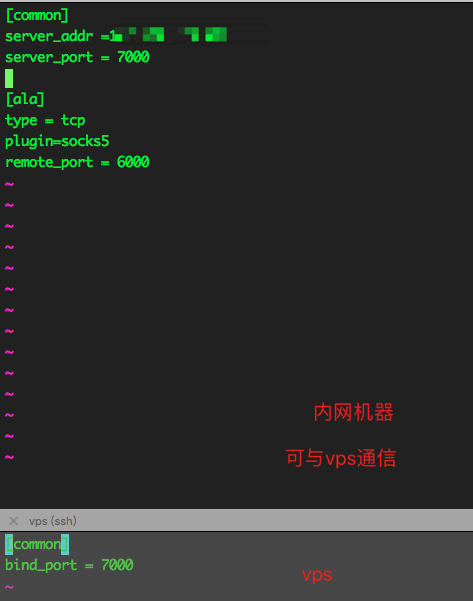 [common]
server_addr =1
server_port = 7000
[ala]
type = tcp
plugin=socks5
remote_port = 6000
~
~
~
~
~
~
~
~
~
~
~
内网机器
~
~
可与vps通信
~
vps (ssh)
[common]
bind_port = 7000
vps
~